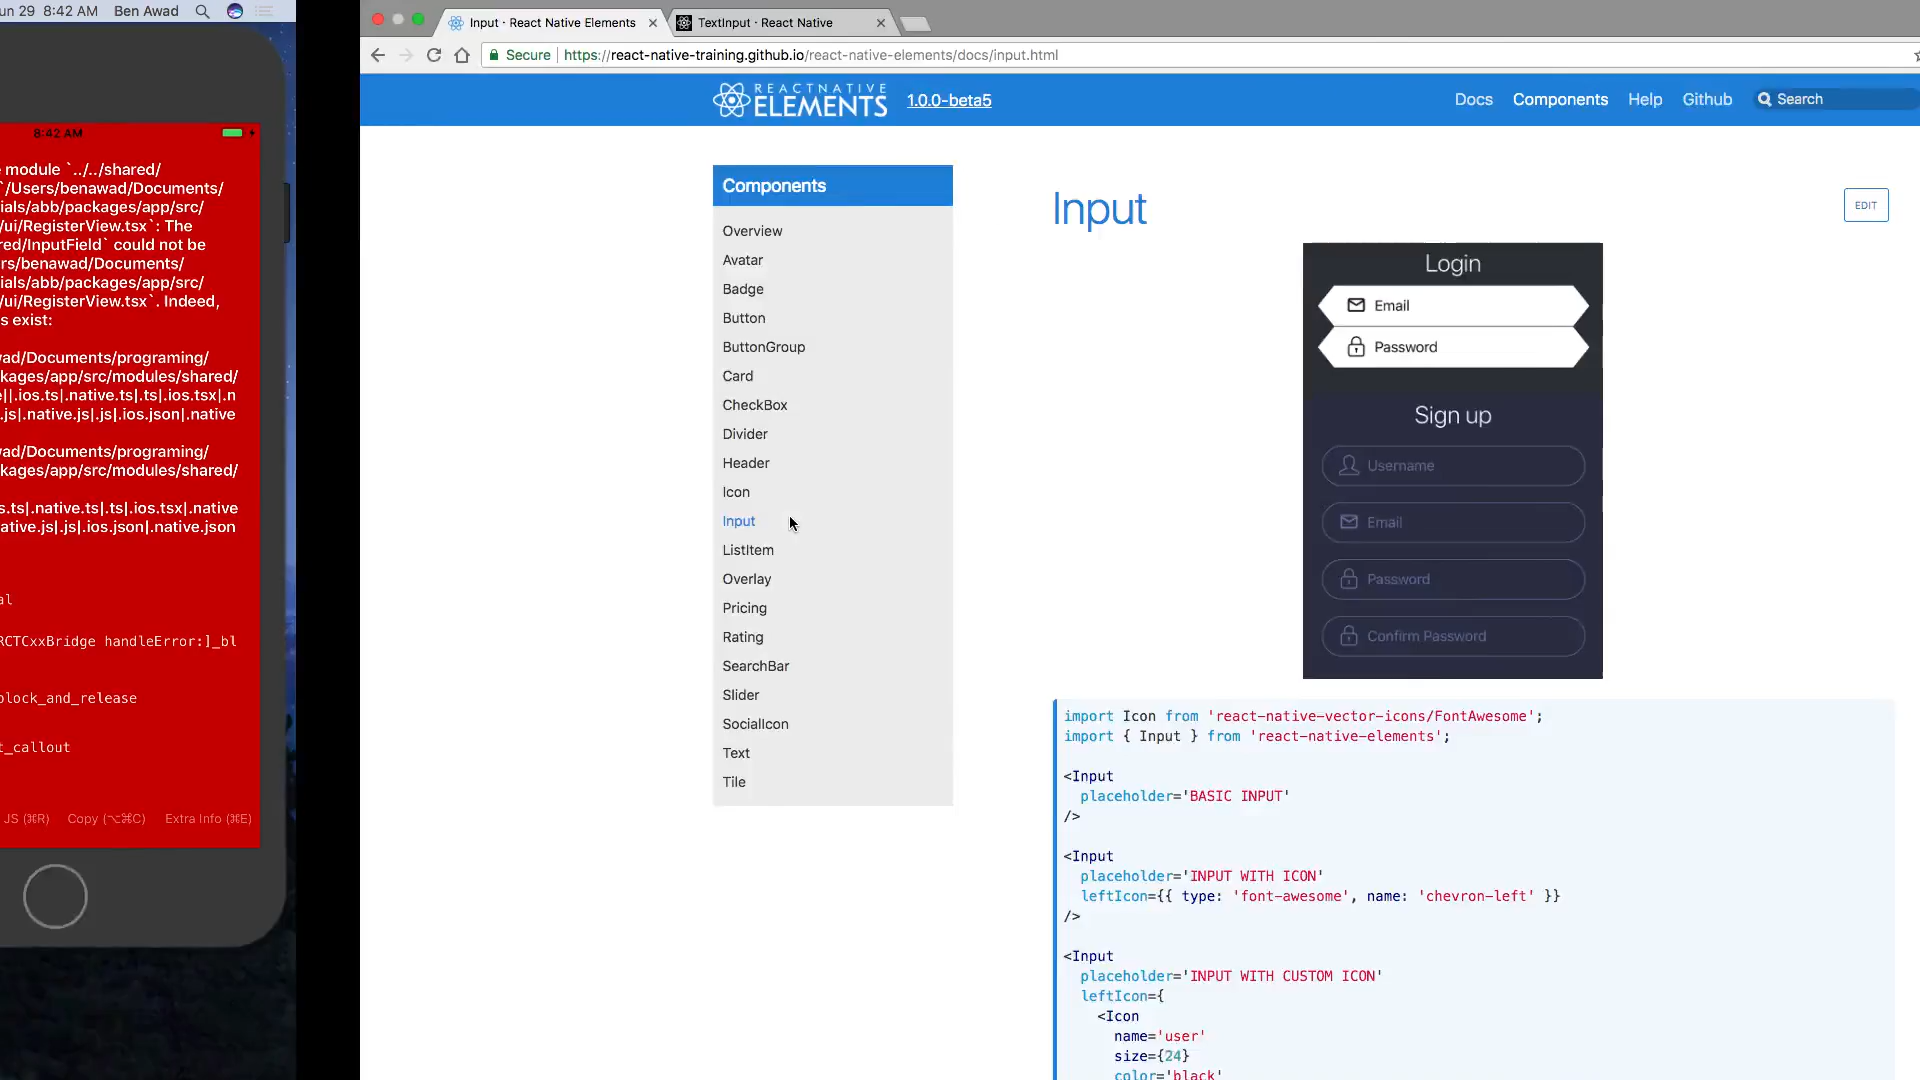 un 29 8:42 AM Ben Awad
8:42 AM
e module `../../shared/
`/Users/benawad/Documents/
ials/abb/packages/app/src/
/ui/RegisterView.tsx`: The
red/InputField` could not be
rs/benawad/Documents/
ials/abb/packages/app/src/
/ui/RegisterView.tsx`. Indeed,
s exist:
wad/Documents/programing/
kages/app/src/modules/shared/
e||.ios.ts|.native.ts|.ts|.ios.tsx|.n
.js|.native.js|.js|.ios.json|.native
wad/Documents/programing/
kages/app/src/modules/shared/
s.ts|.native.ts|.ts|.ios.tsx|.native
ative.js|.js|.ios.json|.native.json
al
RCTCxxBridge handleError:]_bl
block_and_release
t_callout
JS (⌘R) Copy (⌥⌘C) Extra Info (⌘E)
Input · React Native Elements
TextInput · React Native
Secure https://react-native-training.github.io/react-native-elements/docs/input.html
REACT NATIVE
ELEMENTS
1.0.0-beta5
Docs Components Help Github Search
Components
Overview
Avatar
Badge
Button
ButtonGroup
Card
CheckBox
Divider
Header
Icon
Input
ListItem
Overlay
Pricing
Rating
SearchBar
Slider
SocialIcon
Text
Tile
Input
EDIT
Login
Email
Password
Sign up
Username
Email
Password
Confirm Password
import Icon from 'react-native-vector-icons/FontAwesome';
import { Input } from 'react-native-elements';
<Input
placeholder='BASIC INPUT'
/>
<Input
placeholder='INPUT WITH ICON'
leftIcon={{ type: 'font-awesome', name: 'chevron-left' }}
/>
<Input
placeholder='INPUT WITH CUSTOM ICON'
leftIcon={
<Icon
name='user'
size={24}
color='black'